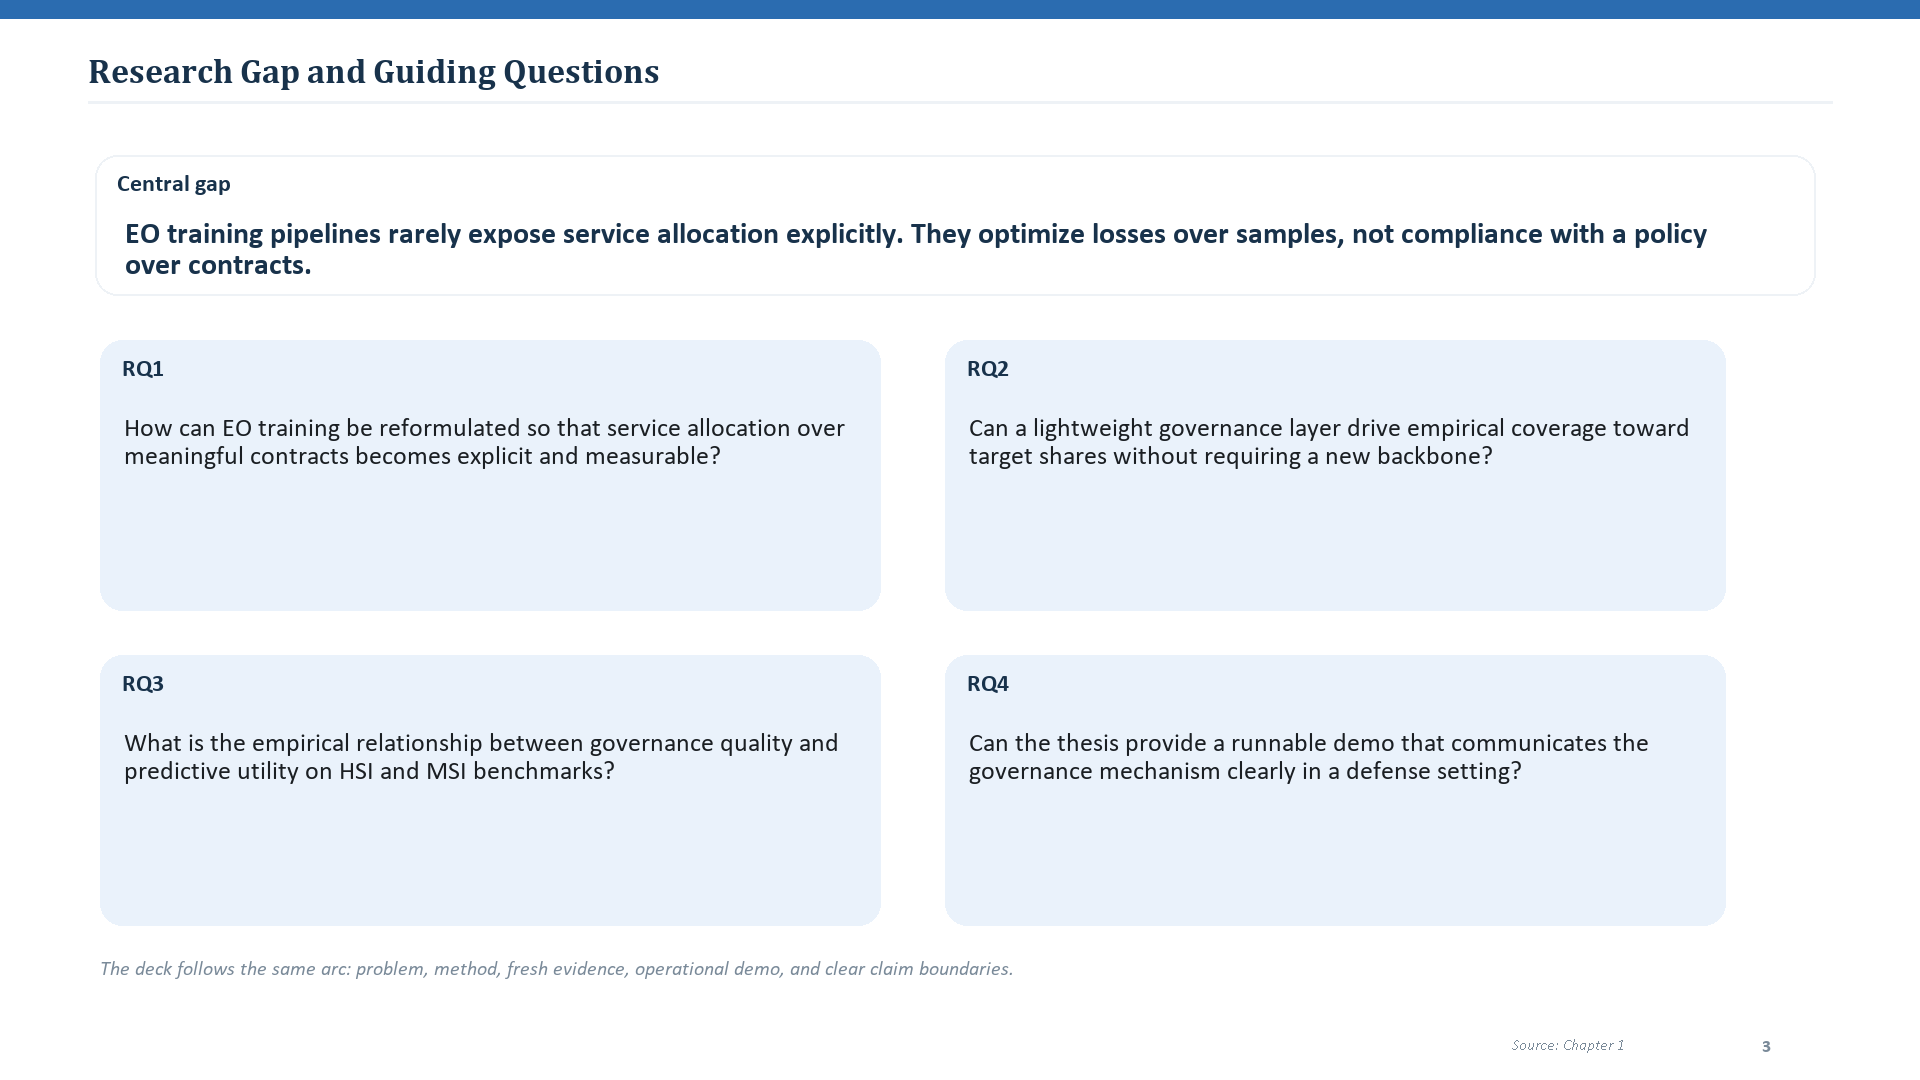 Research Gap and Guiding Questions
Central gap
EO training pipelines rarely expose service allocation explicitly. They optimize losses over samples, not compliance with a policy
over contracts.
RQ1
How can EO training be reformulated so that service allocation over
meaningful contracts becomes explicit and measurable?
RQ2
Can a lightweight governance layer drive empirical coverage toward
target shares without requiring a new backbone?
RQ3
What is the empirical relationship between governance quality and
predictive utility on HSI and MSI benchmarks?
RQ4
Can the thesis provide a runnable demo that communicates the
governance mechanism clearly in a defense setting?
The deck follows the same arc: problem, method, fresh evidence, operational demo, and clear claim boundaries.
Source: Chapter 1
3